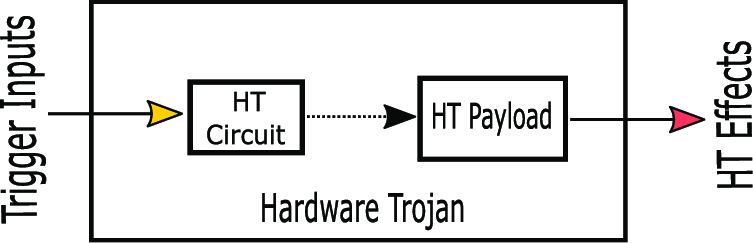 Trigger Inputs
HT
Circuit
HT Payload
HT Effects
Hardware Trojan